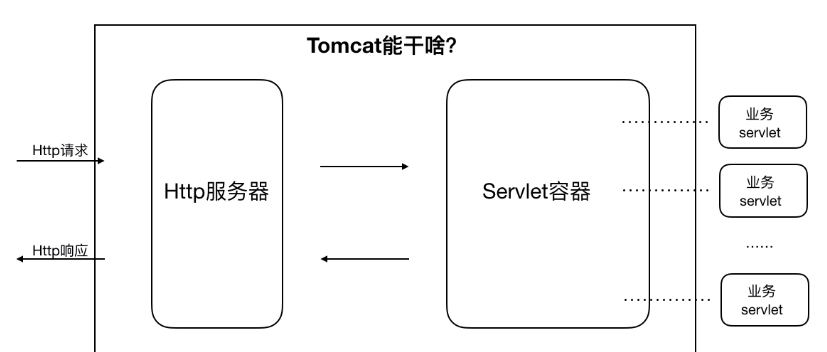 Tomcat能干啥?
Http请求
Http响应
Http服务器
Servlet容器
业务
servlet
业务
servlet
......
业务
servlet